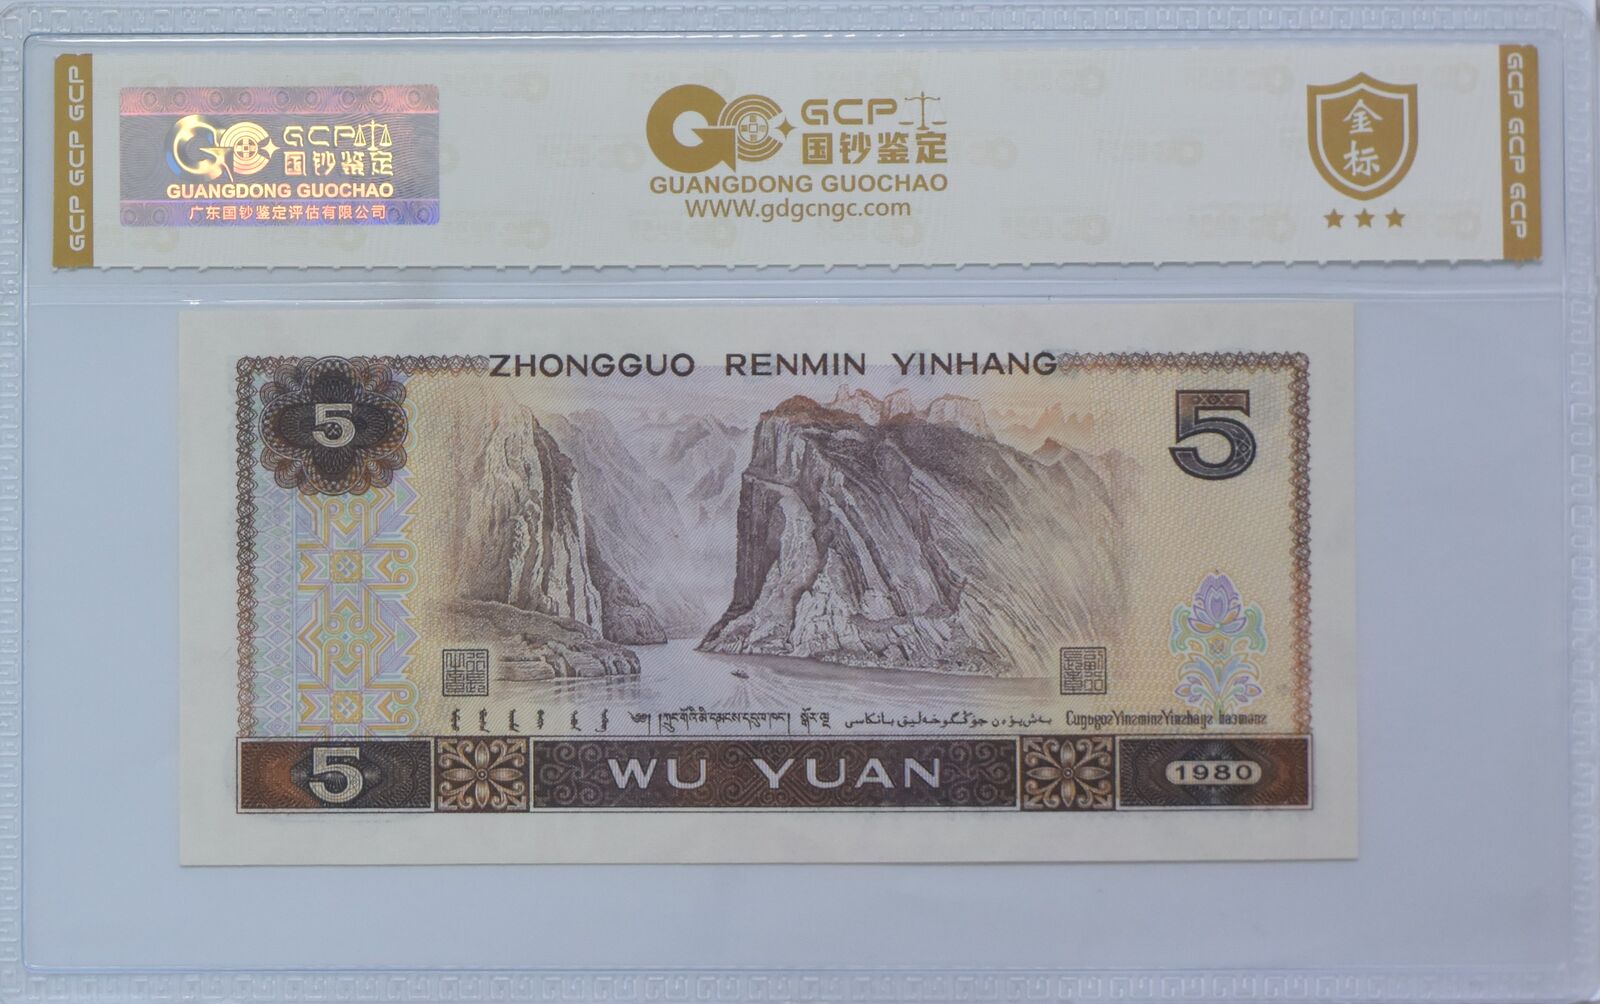 GCP GCP GCP
GCP
国钞鉴定
GUANGDONG GUOCHAO
广东国钞鉴定评估有限公司
GCP
国钞鉴定
GUANGDONG GUOCHAO
WWW.gdgcngc.com
金标
GCP GCP GCP
ZHONGGUO RENMIN YINHANG
5
5
5 WU YUAN 1980